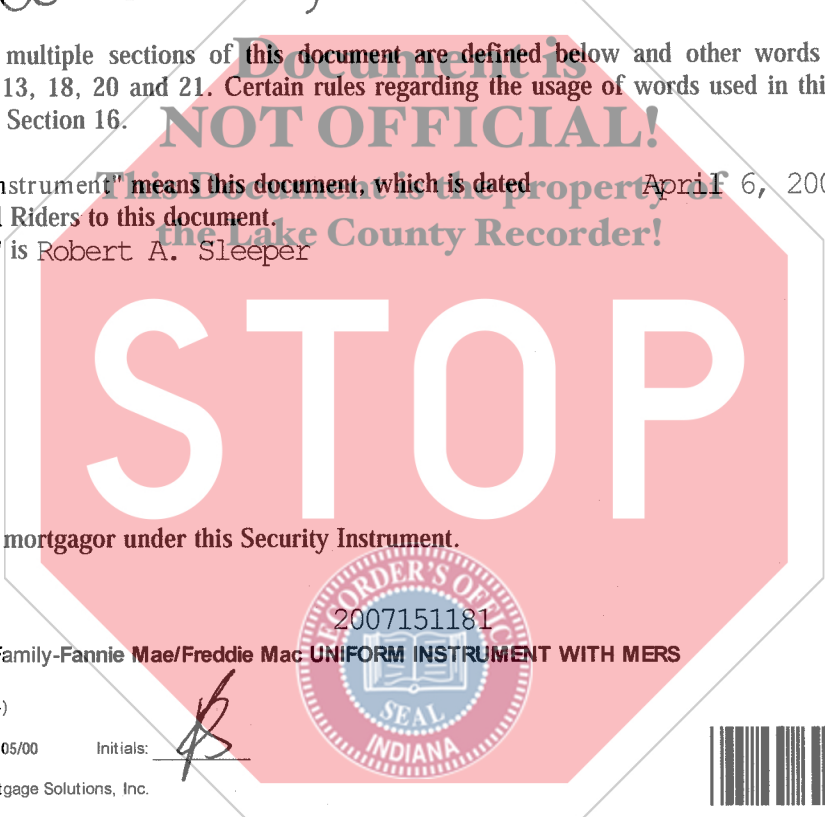 multiple sections of this document are defined below and other words
Document is
13, 18, 20 and 21. Certain rules regarding the usage of words used in thi
Section 16.
NOT OFFICIAL!
nstrument" means this document, which is dated April 6, 200
This Document is the property of
l Riders to this document.
the Lake County Recorder!
" is Robert A. Sleeper
STOP
mortgagor under this Security Instrument.
RECORDER'S OFFICE
2007151181
Family-Fannie Mae/Freddie Mac UNIFORM INSTRUMENT WITH MERS
SEAL
INDIANA
05/00 Initials:
tgage Solutions, Inc.